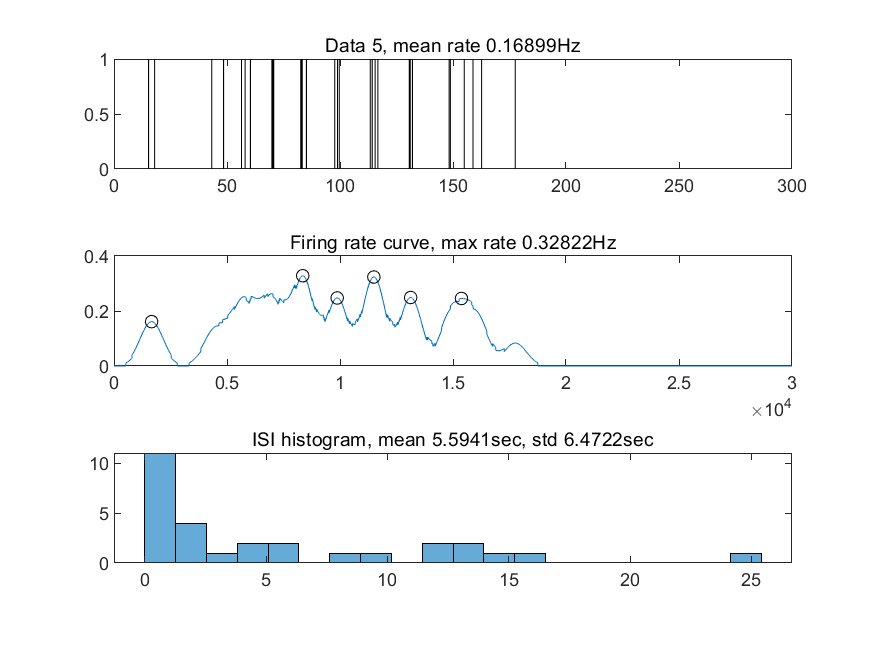 Data 5, mean rate 0.16899Hz
1
0.5
0
0 50 100 150 200 250 300
Firing rate curve, max rate 0.32822Hz
0.4
0.2
0
0 0.5 1 1.5 2 2.5 3
×10⁴
ISI histogram, mean 5.5941sec, std 6.4722sec
10
5
0
0 5 10 15 20 25